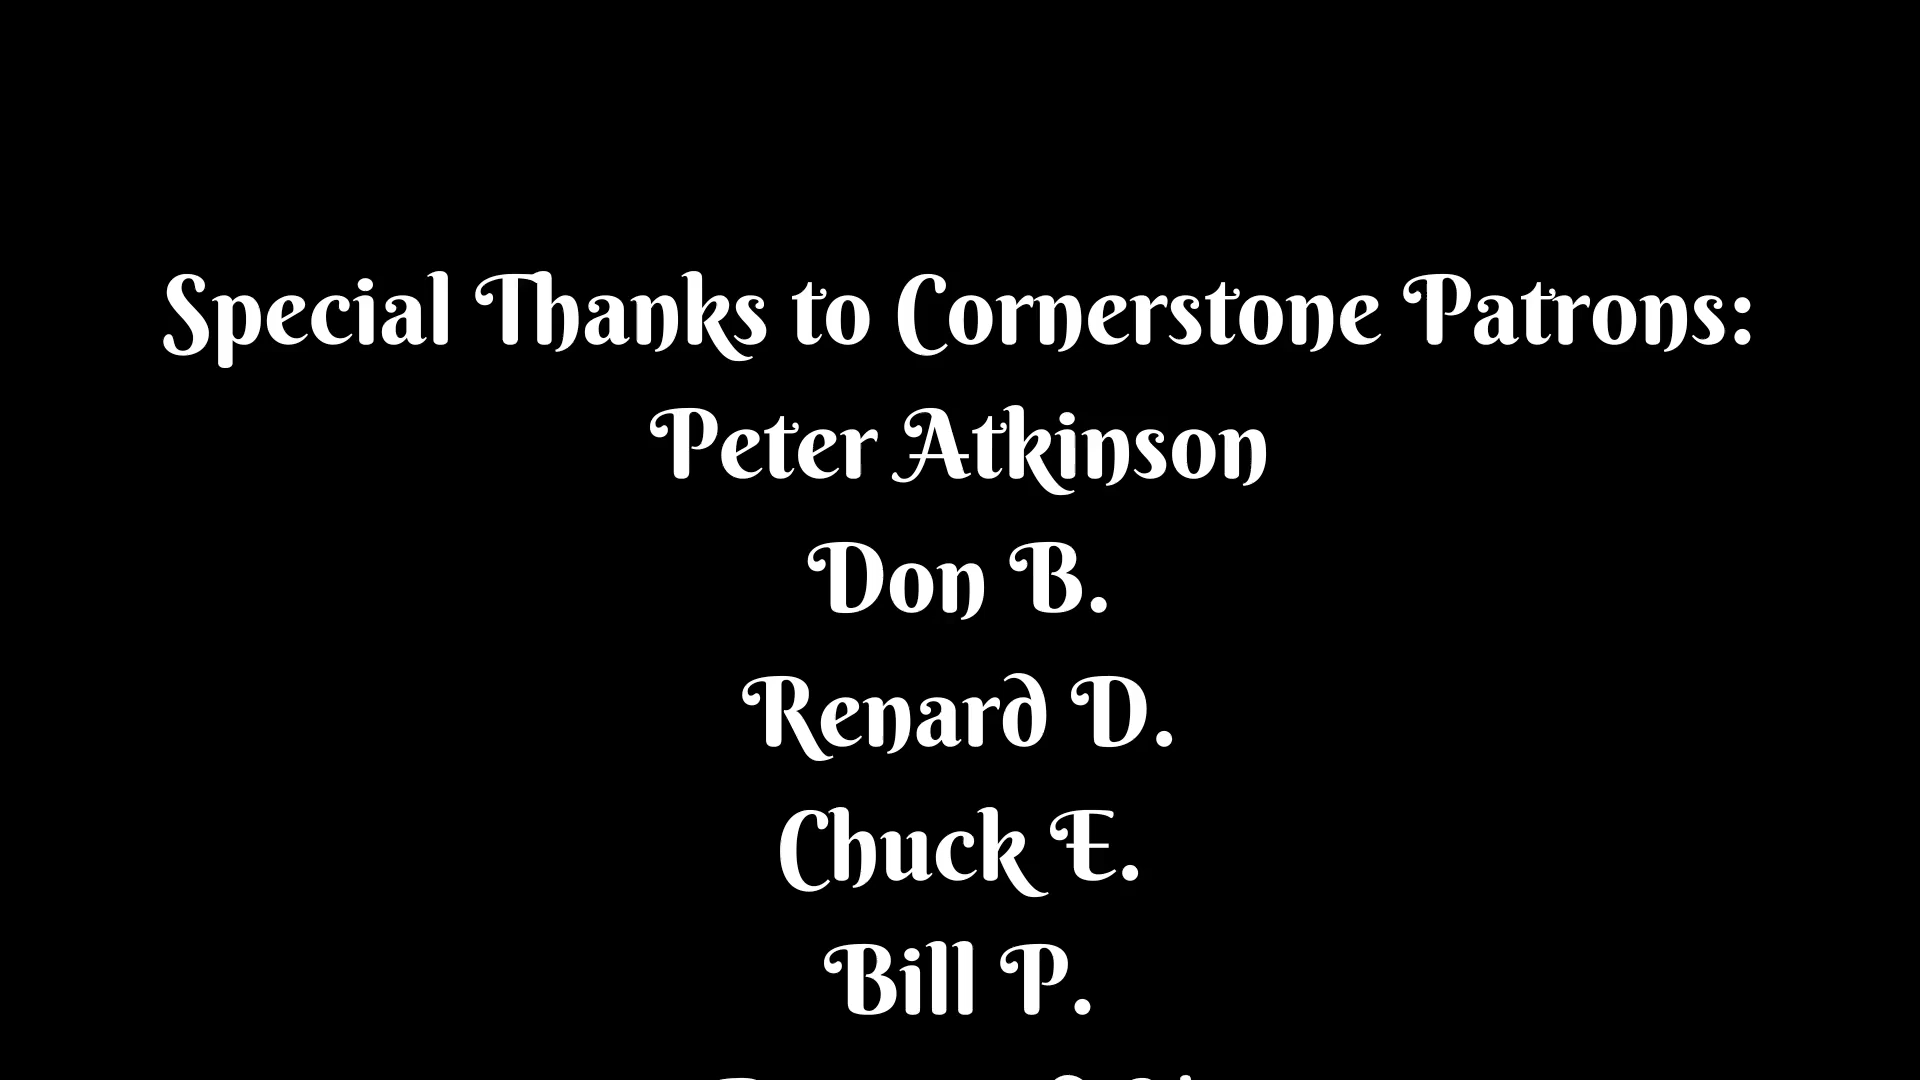 Special Thanks to Cornerstone Patrons:
Peter Atkinson
Don B.
Renard D.
Chuck E.
Bill P.